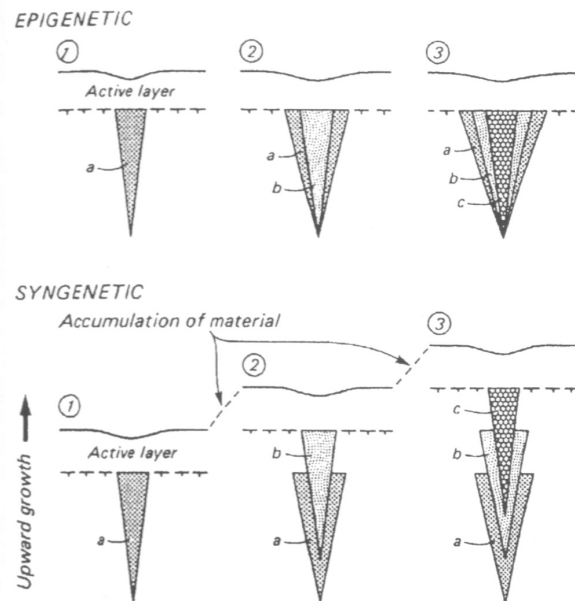 EPIGENETIC
1 2 3
Active layer
a
a
b
a
b
c
SYNGENETIC
Accumulation of material
3
2
1
Active layer
Upward growth
a
b
a
c
b
a